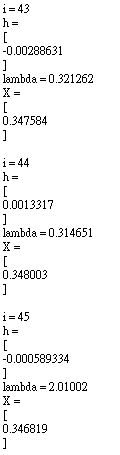 i = 43
h =
[
-0.00288631
]
lambda = 0.321262
X =
[
0.347584
]
i = 44
h =
[
0.0013317
]
lambda = 0.314651
X =
[
0.348003
]
i = 45
h =
[
-0.000589334
]
lambda = 2.01002
X =
[
0.346819
]